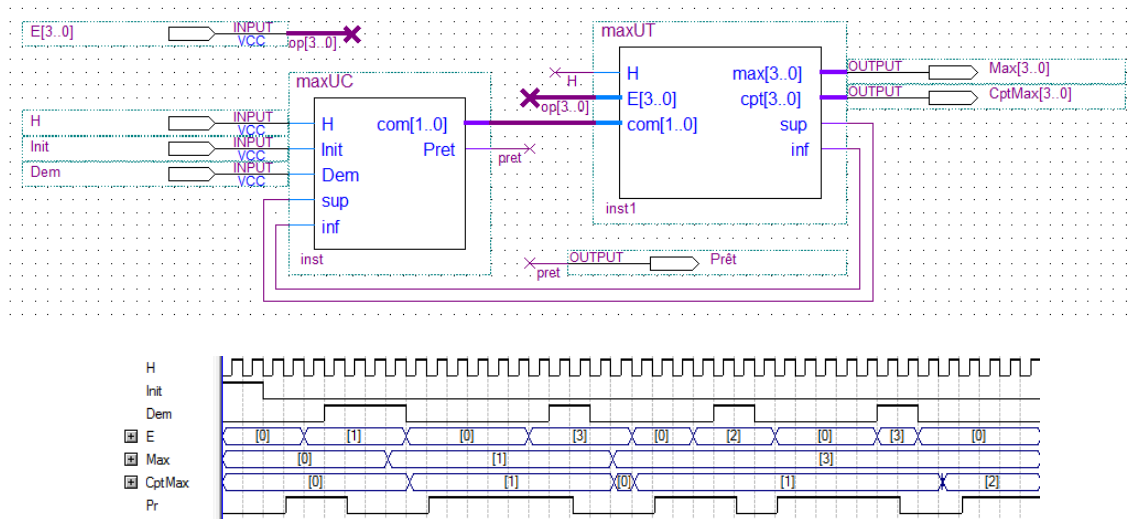 E[3..0] INPUT VCC op[3..0]
maxUT
H H max[3..0] OUTPUT Max[3..0]
op[3..0] E[3..0] cpt[3..0] OUTPUT CptMax[3..0]
com[1..0] sup
inf
inst1
maxUC
H INPUT VCC H com[1..0]
Init INPUT VCC Init Pret pret
Dem INPUT VCC Dem
sup
inf
inst
pret OUTPUT Prêt
H
Init
Dem
E [0] [1] [0] [3] [0] [2] [0] [3] [0]
Max [0] [1] [3]
CptMax [0] [1] [0] [1] [2]
Pr